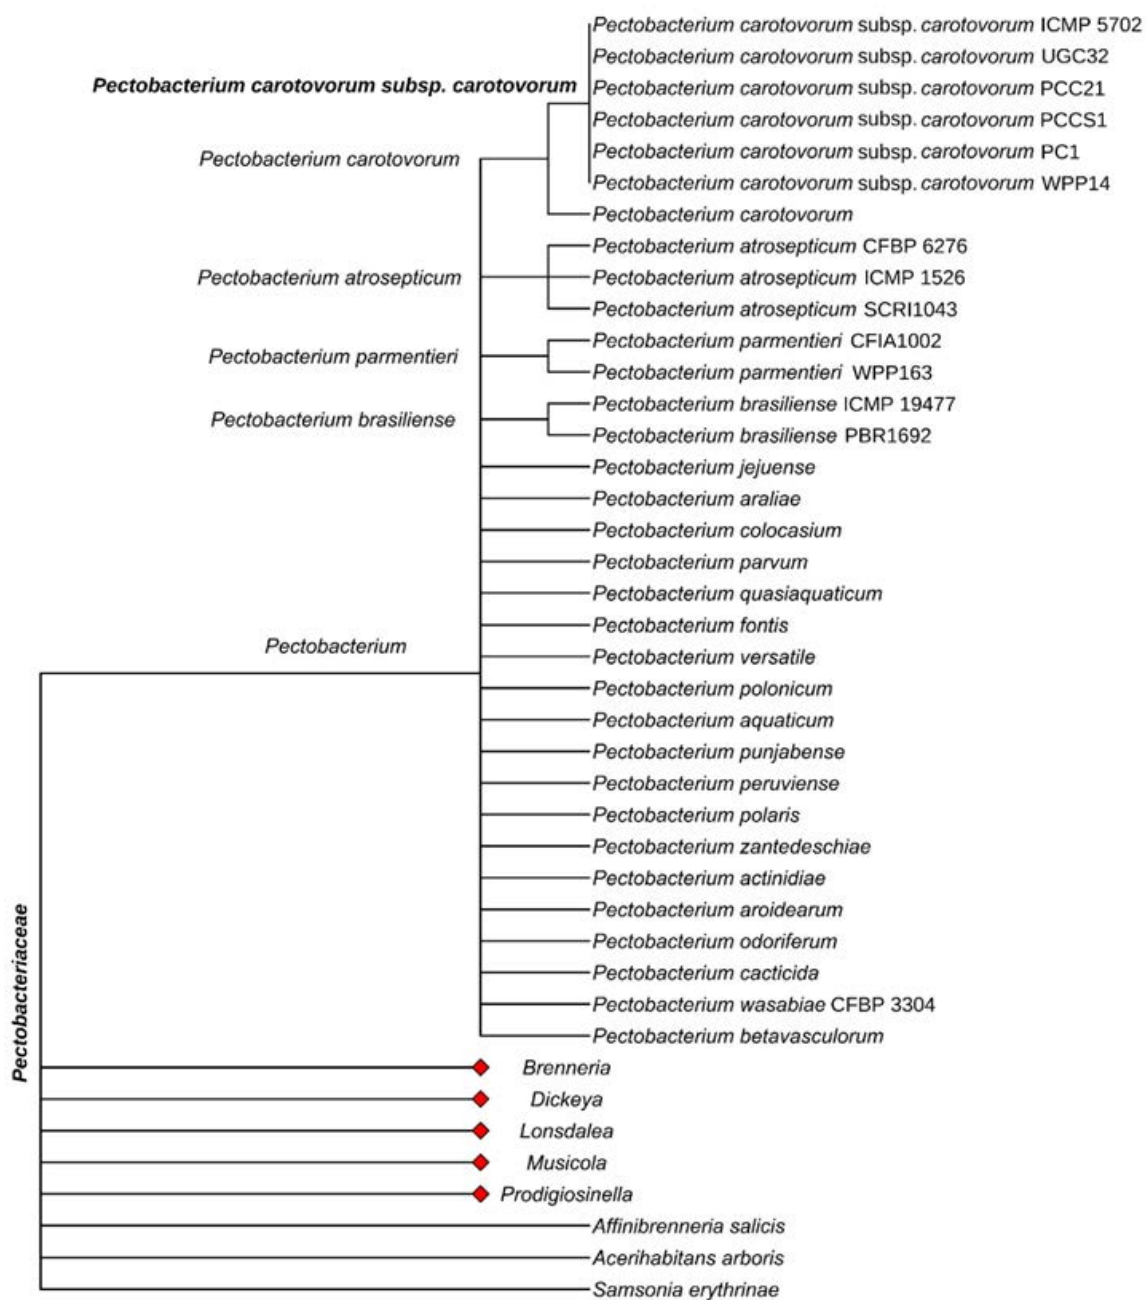 Pectobacterium carotovorum subsp. carotovorum ICMP 5702
Pectobacterium carotovorum subsp. carotovorum UGC32
Pectobacterium carotovorum subsp. carotovorum
Pectobacterium carotovorum subsp. carotovorum PCC21
Pectobacterium carotovorum subsp. carotovorum PCCS1
Pectobacterium carotovorum
Pectobacterium carotovorum subsp. carotovorum PC1
Pectobacterium carotovorum subsp. carotovorum WPP14
Pectobacterium carotovorum
Pectobacterium atrosepticum CFBP 6276
Pectobacterium atrosepticum
Pectobacterium atrosepticum ICMP 1526
Pectobacterium atrosepticum SCRI1043
Pectobacterium parmentieri
Pectobacterium parmentieri CFIA1002
Pectobacterium parmentieri WPP163
Pectobacterium brasiliense
Pectobacterium brasiliense ICMP 19477
Pectobacterium brasiliense PBR1692
Pectobacterium jejuense
Pectobacterium araliae
Pectobacterium colocasium
Pectobacterium parvum
Pectobacterium quasiaquaticum
Pectobacterium fontis
Pectobacterium
Pectobacterium versatile
Pectobacterium polonicum
Pectobacterium aquaticum
Pectobacterium punjabense
Pectobacterium peruviense
Pectobacterium polaris
Pectobacterium zantedeschiae
Pectobacterium actinidiae
Pectobacterium aroidearum
Pectobacterium odoriferum
Pectobacterium cacticida
Pectobacterium wasabiae CFBP 3304
Pectobacterium betavasculorum
Pectobacteriaceae
Brenneria
Dickeya
Lonsdalea
Musicola
Prodigiosinella
Affinibrenneria salicis
Acerihabitans arboris
Samsonia erythrinae